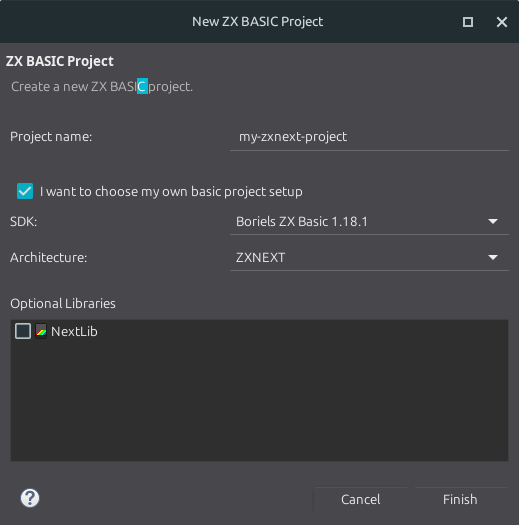 New ZX BASIC Project
ZX BASIC Project
Create a new ZX BASIC project.
Project name: my-zxnext-project
I want to choose my own basic project setup
SDK: Boriels ZX Basic 1.18.1
Architecture: ZXNEXT
Optional Libraries
NextLib
? Cancel Finish